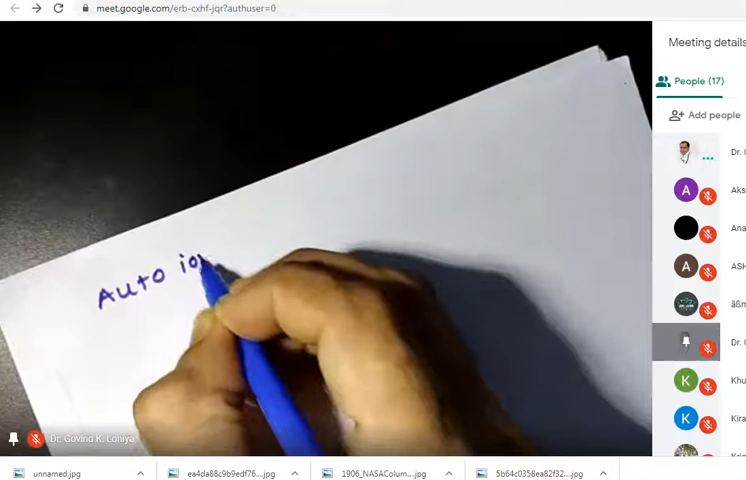 meet.google.com/erb-cxhf-jqr?authuser=0
Meeting details
People (17)
Add people
Dr.
A
Aks
Ana
A
ASH
äßm
Dr.
K
Khu
K
Kira
Auto io
Dr. Govind K. Lohiya
unnamed.jpg
ea4da88c9b9edf76....jpg
1906_NASAColum....jpg
5b64c0358ea82f32....jpg